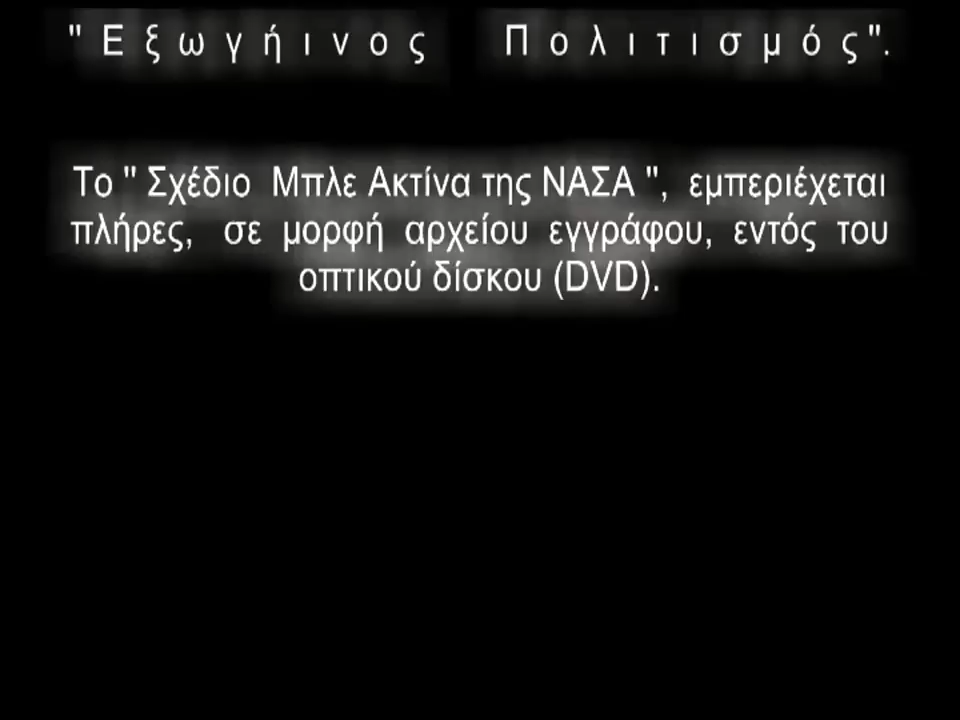 " Ε ξ ω γ ή ι ν ο ς Π ο λ ι τ ι σ μ ό ς ".
Το " Σχέδιο Μπλε Ακτίνα της ΝΑΣΑ ", εμπεριέχεται
πλήρες, σε μορφή αρχείου εγγράφου, εντός του
οπτικού δίσκου (DVD).